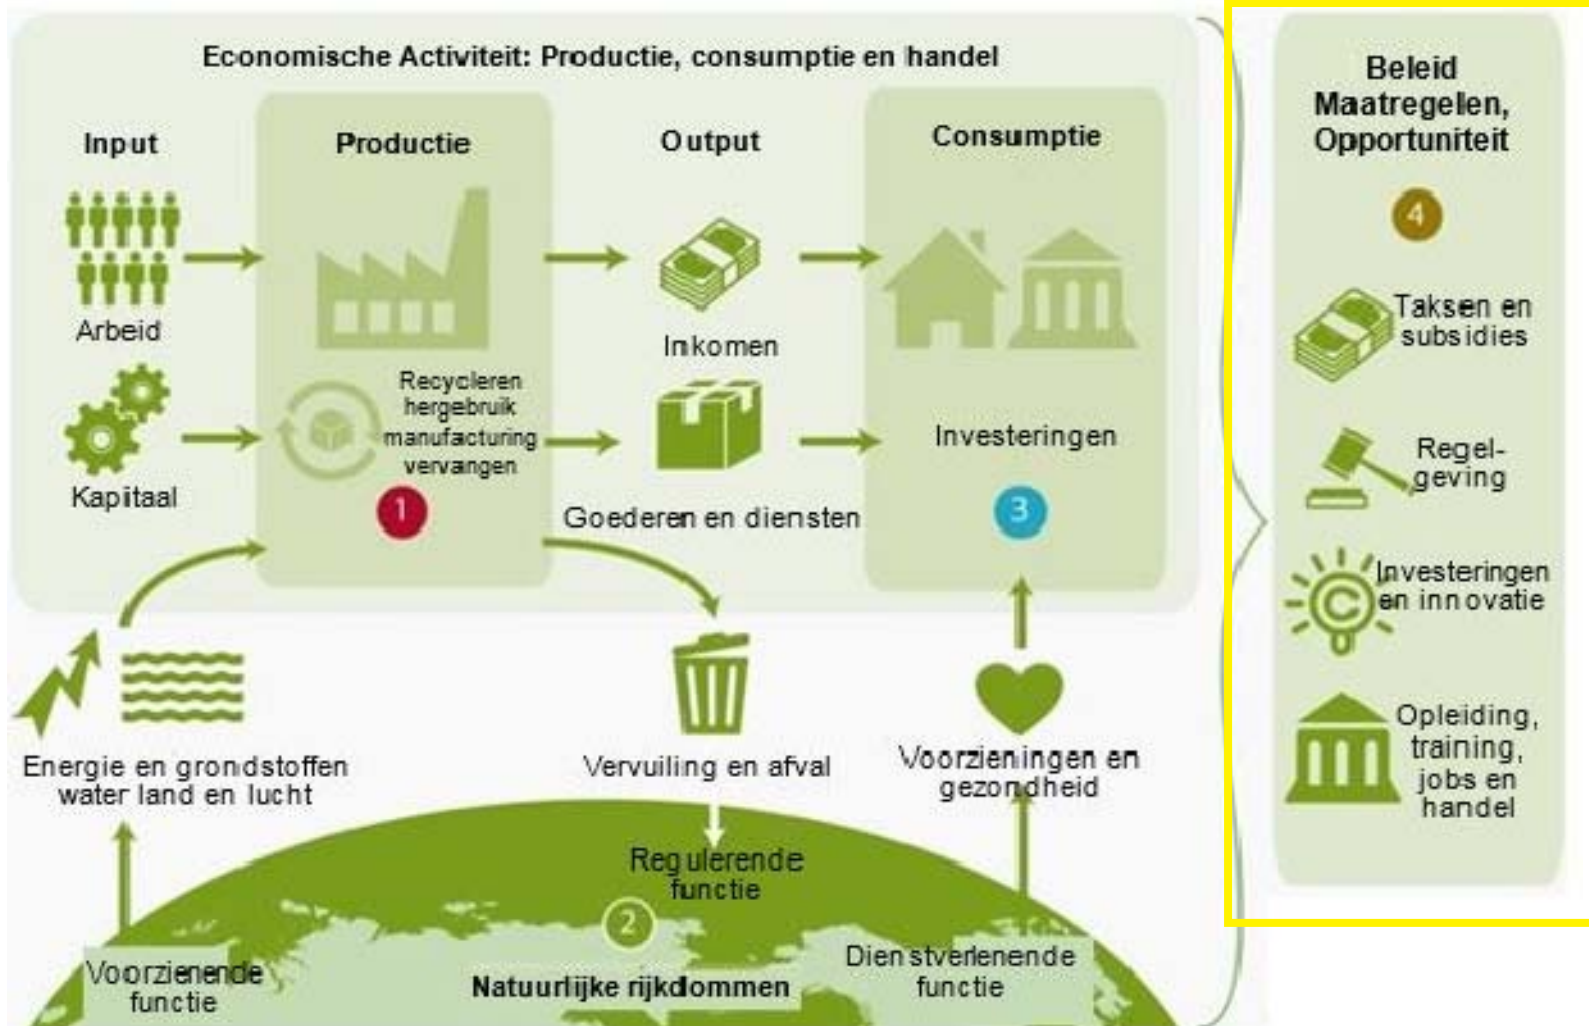 Economische Activiteit: Productie, consumptie en handel
Input
Productie
Output
Consumptie
Arbeid
Inkomen
Kapitaal
Recycleren
hergebruik
manufacturing
vervangen
1
Goederen en diensten
Investeringen
3
Energie en grondstoffen
water land en lucht
Vervuiling en afval
Voorzieningen en
gezondheid
Regulerende
functie
2
Voorzienende
functie
Natuurlijke rijkdommen
Dienstverlenende
functie
Beleid
Maatregelen,
Opportuniteit
4
Taksen en
subsidies
Regel-
geving
Investeringen
en innovatie
C
Opleiding,
training,
jobs en
handel